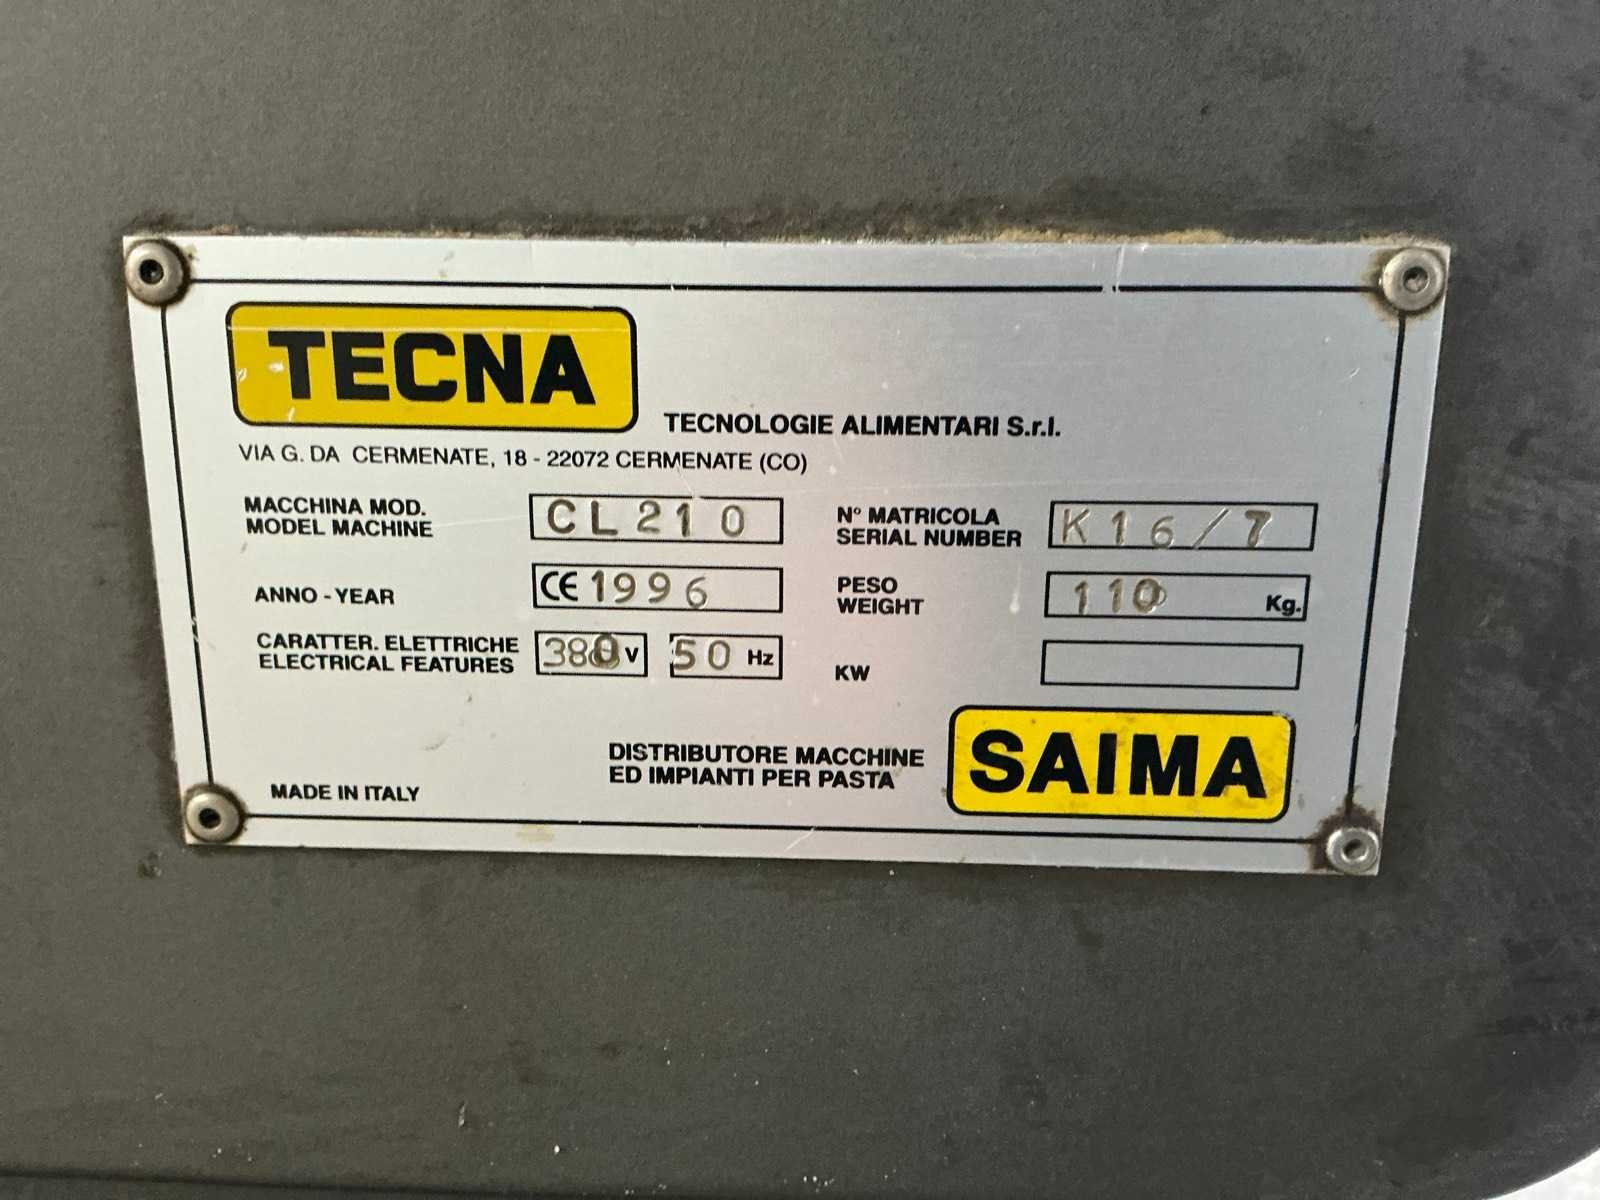 TECNA
TECNOLOGIE ALIMENTARI S.r.l.
VIA G. DA CERMENATE, 18 - 22072 CERMENATE (CO)
MACCHINA MOD.
MODEL MACHINE
CL210
N° MATRICOLA
SERIAL NUMBER
K16/7
ANNO - YEAR
CE 1996
PESO
WEIGHT
110 Kg.
CARATTER. ELETTRICHE
ELECTRICAL FEATURES
380 V
50 Hz
KW
DISTRIBUTORE MACCHINE
ED IMPIANTI PER PASTA
SAIMA
MADE IN ITALY